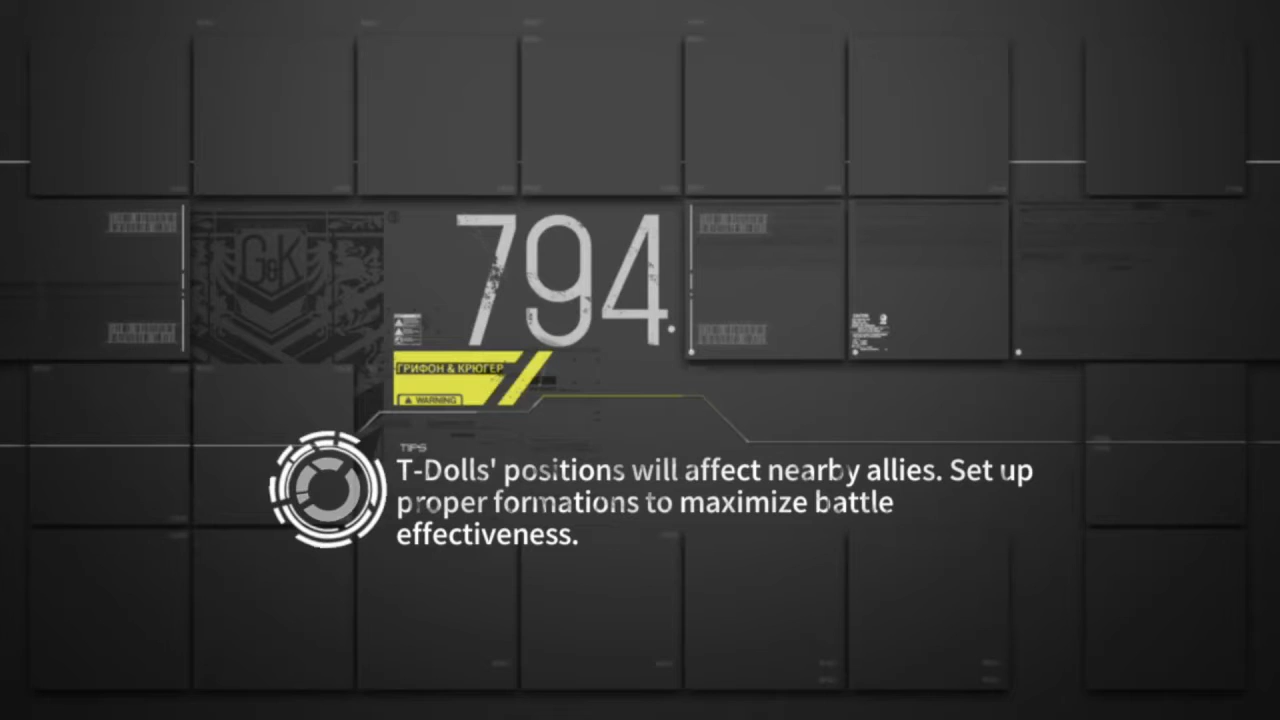 G&K
794.
ГРИФОН & КРЮГЕР
WARNING
TIPS
T-Dolls' positions will affect nearby allies. Set up
proper formations to maximize battle
effectiveness.